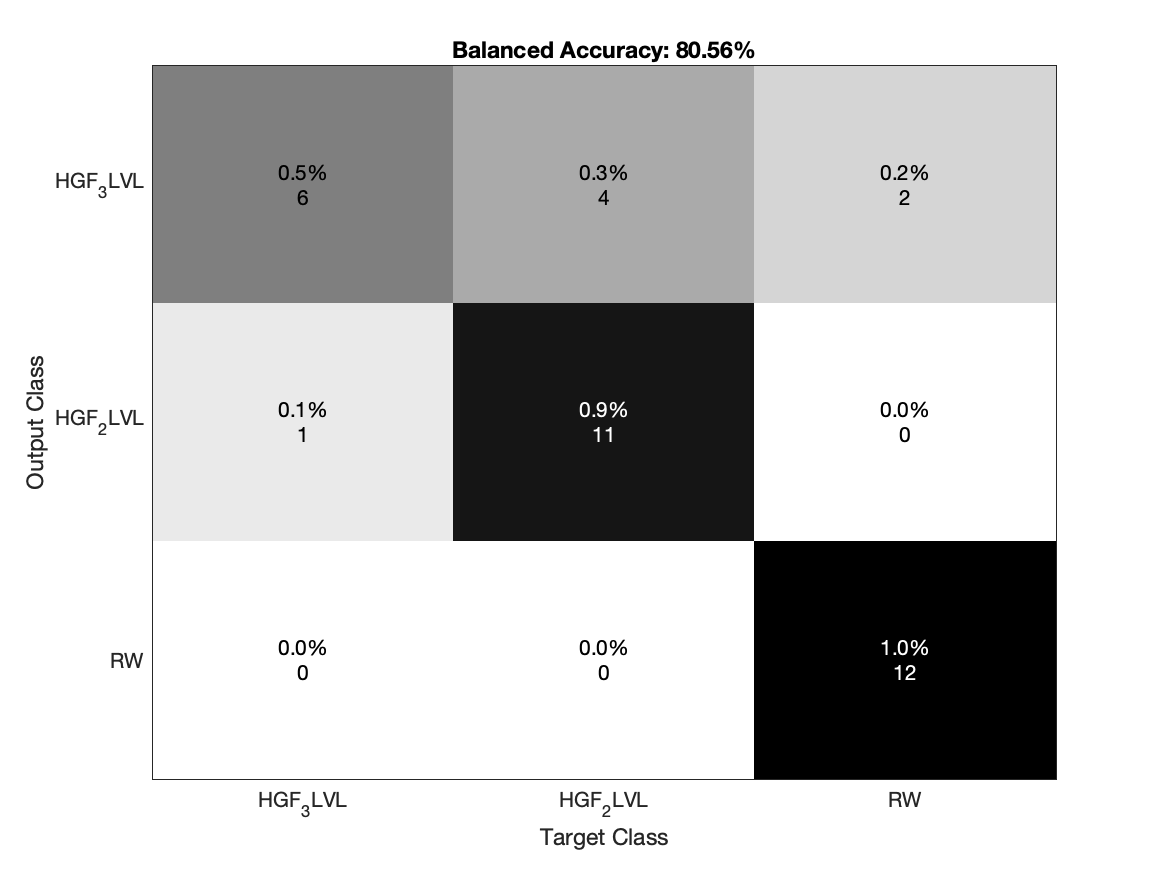 Balanced Accuracy: 80.56%
HGF₃LVL
0.5%
6
0.3%
4
0.2%
2
Output Class
HGF₂LVL
0.1%
1
0.9%
11
0.0%
0
RW
0.0%
0
0.0%
0
1.0%
12
HGF₃LVL
HGF₂LVL
RW
Target Class